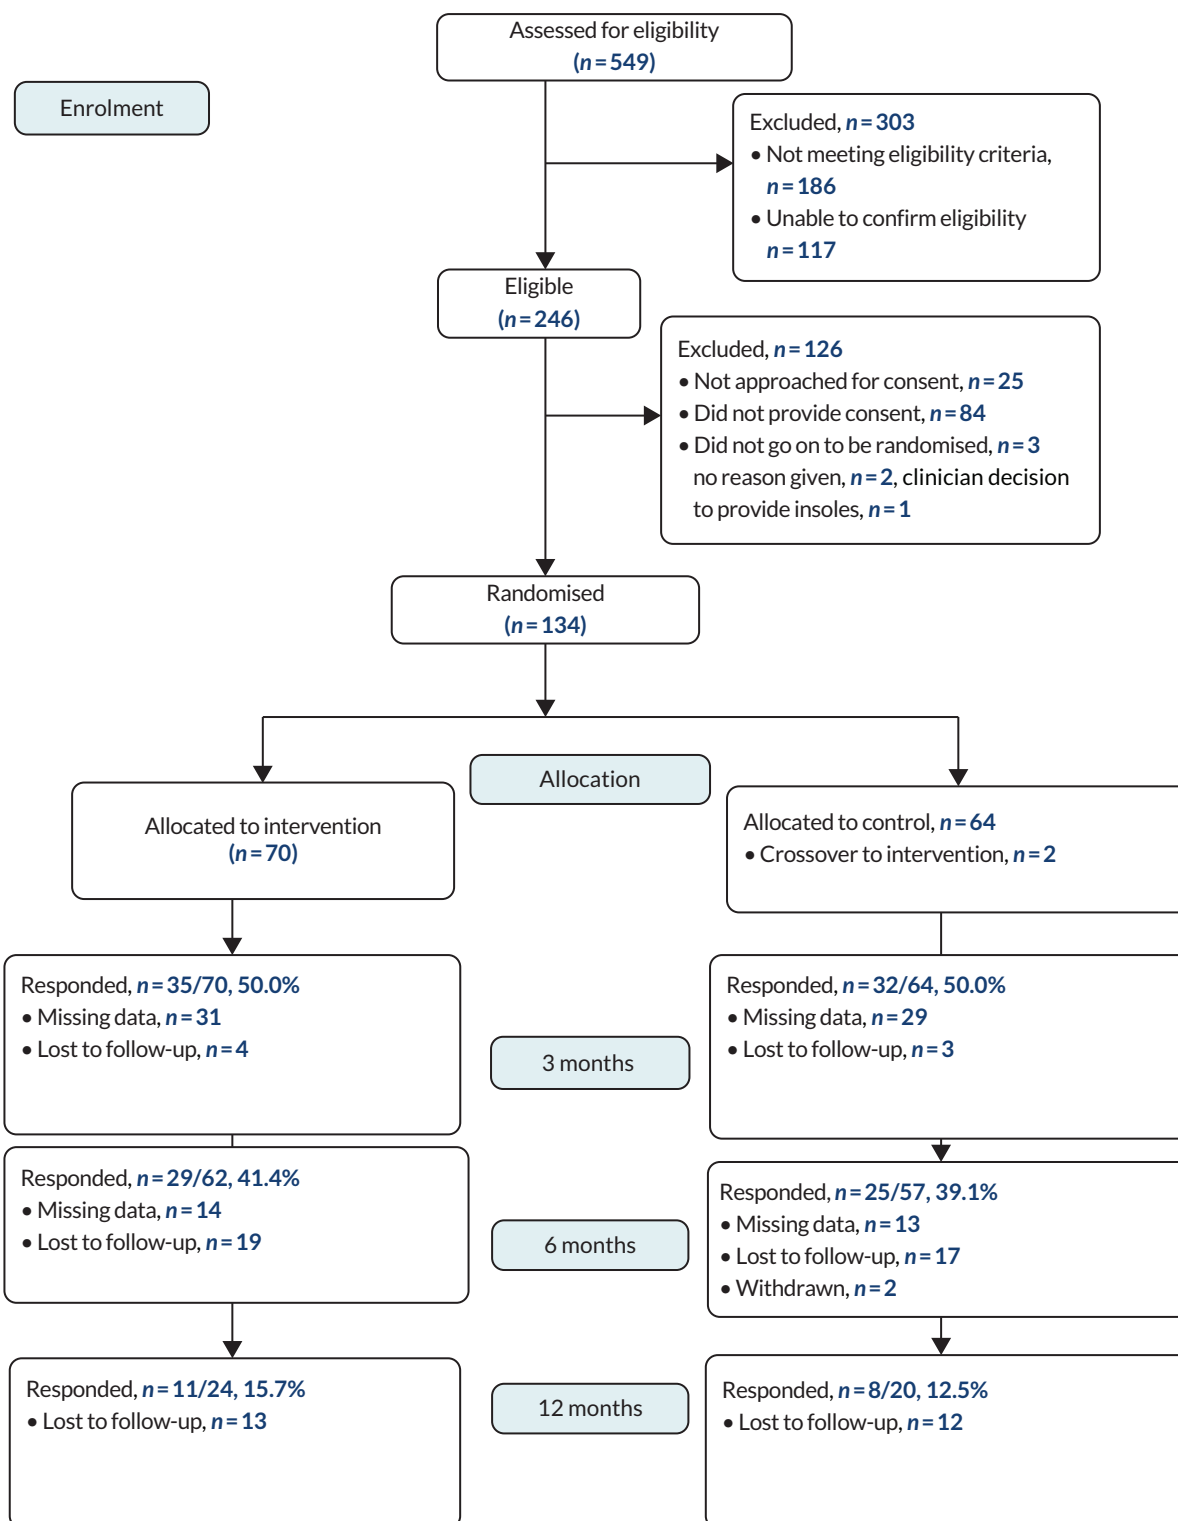 Assessed for eligibility
(n = 549)
Enrolment
Excluded, n = 303
• Not meeting eligibility criteria,
n = 186
• Unable to confirm eligibility
n = 117
Eligible
(n = 246)
Excluded, n = 126
• Not approached for consent, n = 25
• Did not provide consent, n = 84
• Did not go on to be randomised, n = 3
no reason given, n = 2, clinician decision
to provide insoles, n = 1
Randomised
(n = 134)
Allocation
Allocated to intervention
(n = 70)
Allocated to control, n = 64
• Crossover to intervention, n = 2
Responded, n = 35/70, 50.0%
• Missing data, n = 31
• Lost to follow-up, n = 4
3 months
Responded, n = 32/64, 50.0%
• Missing data, n = 29
• Lost to follow-up, n = 3
Responded, n = 29/62, 41.4%
• Missing data, n = 14
• Lost to follow-up, n = 19
6 months
Responded, n = 25/57, 39.1%
• Missing data, n = 13
• Lost to follow-up, n = 17
• Withdrawn, n = 2
Responded, n = 11/24, 15.7%
• Lost to follow-up, n = 13
12 months
Responded, n = 8/20, 12.5%
• Lost to follow-up, n = 12